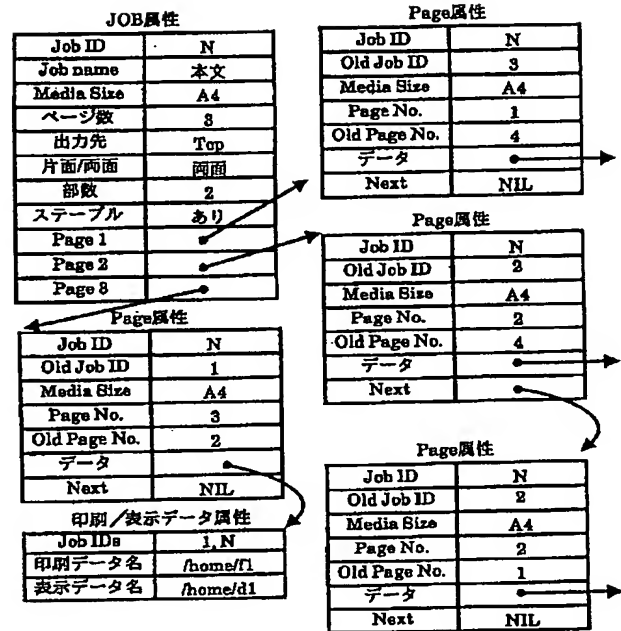 JOB属性
Job ID N
Job name 本文
Media Size A4
ページ数 3
出力先 Top
片面/両面 両面
部数 2
ステープル あり
Page 1
Page 2
Page 3
Page属性
Job ID N
Old Job ID 3
Media Size A4
Page No. 1
Old Page No. 4
データ
Next NIL
Page属性
Job ID N
Old Job ID 2
Media Size A4
Page No. 2
Old Page No. 4
データ
Next
Page属性
Job ID N
Old Job ID 1
Media Size A4
Page No. 3
Old Page No. 2
データ
Next NIL
印刷/表示データ属性
Job IDs 1, N
印刷データ名 /home/f1
表示データ名 /home/d1
Page属性
Job ID N
Old Job ID 2
Media Size A4
Page No. 2
Old Page No. 1
データ
Next NIL